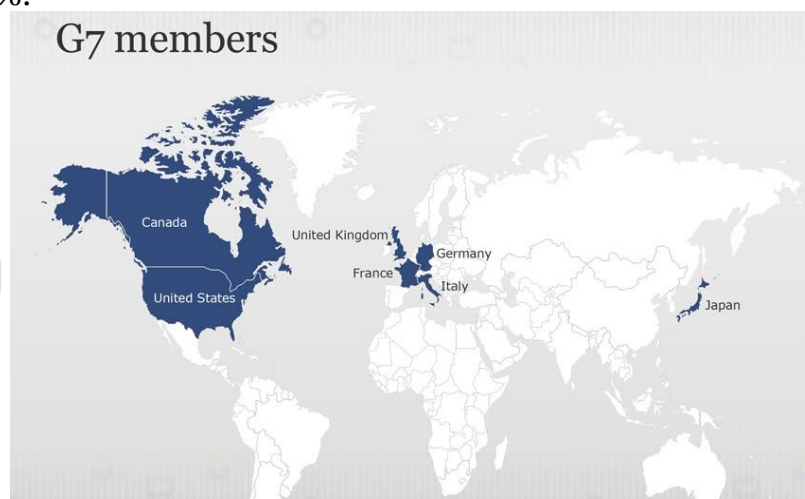 %.
G7 members
Canada
United Kingdom
Germany
France
Italy
United States
Japan